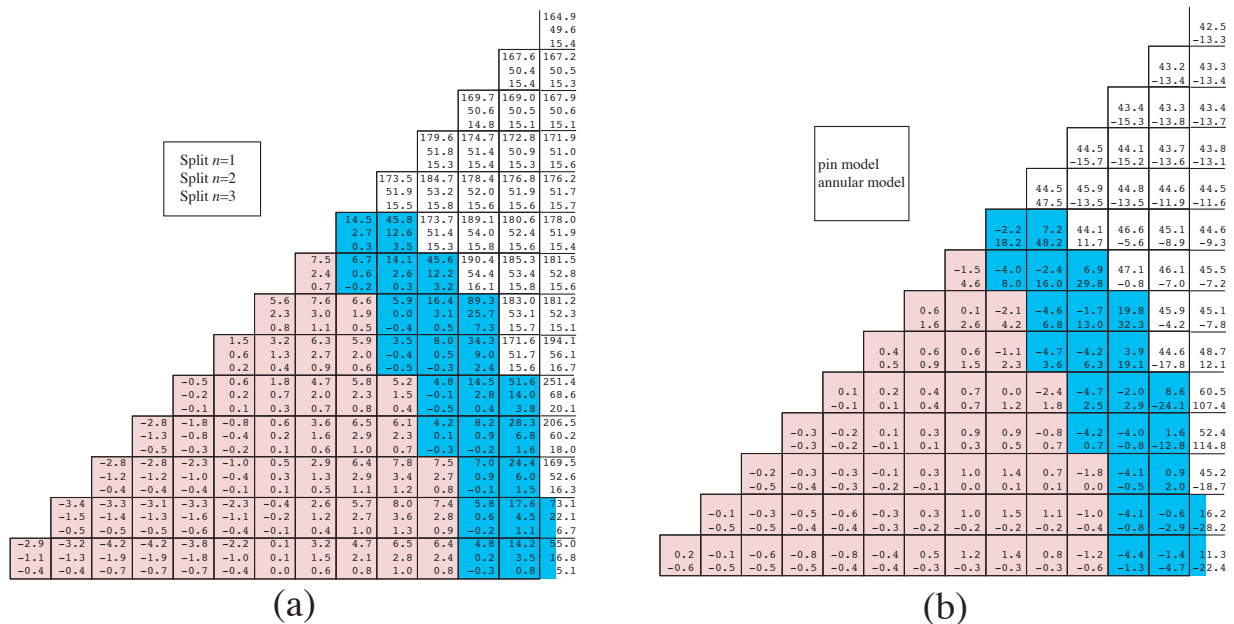 164.9
49.6
15.4
167.6 167.2
50.4 50.5
15.4 15.3
169.7 169.0 167.9
50.6 50.5 50.6
14.8 15.1 15.1
179.6 174.7 172.8 171.9
51.8 51.4 50.9 51.0
15.3 15.4 15.3 15.6
Split n=1
Split n=2
Split n=3
173.5 184.7 178.4 176.8 176.2
51.9 53.2 52.0 51.9 51.7
15.5 15.8 15.6 15.6 15.7
14.5 45.8 173.7 189.1 180.6 178.0
2.7 12.6 51.4 54.0 52.4 51.9
0.3 3.5 15.3 15.8 15.6 15.4
7.5 6.7 14.1 45.6 190.4 185.3 181.5
2.4 0.6 2.6 12.2 54.4 53.4 52.8
0.7 −0.2 0.3 3.2 16.1 15.8 15.6
5.6 7.6 6.6 5.9 16.4 89.3 183.0 181.2
2.3 3.0 1.9 0.0 3.1 25.7 53.1 52.3
0.8 1.1 0.5 −0.4 0.5 7.3 15.7 15.1
1.5 3.2 6.3 5.9 3.5 8.0 34.3 171.6 194.1
0.6 1.3 2.7 2.0 −0.4 0.5 9.0 51.7 56.1
0.2 0.4 0.9 0.6 −0.5 −0.3 2.4 15.6 16.7
−0.5 0.6 1.8 4.7 5.8 5.2 4.8 14.5 51.6 251.4
−0.2 0.2 0.7 2.0 2.3 1.5 −0.1 2.8 14.0 68.6
−0.1 0.1 0.3 0.7 0.8 0.4 −0.5 0.4 3.8 20.1
−2.8 −1.8 −0.8 0.6 3.6 6.5 6.1 4.2 8.2 28.3 206.5
−1.3 −0.8 −0.4 0.2 1.6 2.9 2.3 0.1 0.9 6.8 60.2
−0.5 −0.3 −0.2 0.1 0.6 1.0 0.7 −0.3 −0.2 1.6 18.0
−2.8 −2.8 −2.3 −1.0 0.5 2.9 6.4 7.8 7.5 7.0 24.4 169.5
−1.2 −1.2 −1.0 −0.4 0.3 1.3 2.9 3.4 2.7 0.9 6.0 52.6
−0.4 −0.4 −0.4 −0.1 0.1 0.5 1.1 1.2 0.8 −0.1 1.5 16.3
−3.4 −3.3 −3.1 −3.3 −2.3 −0.4 2.6 5.7 8.0 7.4 5.8 17.6 73.1
−1.5 −1.4 −1.3 −1.6 −1.1 −0.2 1.2 2.7 3.6 2.8 0.6 4.5 22.1
−0.5 −0.5 −0.5 −0.6 −0.4 −0.1 0.4 1.0 1.3 0.9 −0.2 1.1 6.7
−2.9 −3.2 −4.2 −4.2 −3.8 −2.2 0.1 3.2 4.7 6.5 6.4 4.8 14.2 55.0
−1.1 −1.3 −1.9 −1.9 −1.8 −1.0 0.1 1.5 2.1 2.8 2.4 0.2 3.5 16.8
−0.4 −0.4 −0.7 −0.7 −0.7 −0.4 0.0 0.6 0.8 1.0 0.8 −0.3 0.8 5.1
(a)
42.5
−13.3
43.2 43.3
−13.4 −13.4
43.4 43.3 43.4
−15.3 −13.8 −13.7
44.5 44.1 43.7 43.8
−15.7 −15.2 −13.6 −13.1
pin model
annular model
44.5 45.9 44.8 44.6 44.5
47.5 −13.5 −13.5 −11.9 −11.6
−2.2 7.2 44.1 46.6 45.1 44.6
18.2 48.2 11.7 −5.6 −8.9 −9.3
−1.5 −4.0 −2.4 6.9 47.1 46.1 45.5
4.6 8.0 16.0 29.8 −0.8 −7.0 −7.2
0.6 0.1 −2.1 −4.6 −1.7 19.8 45.9 45.1
1.6 2.6 4.2 6.8 13.0 32.3 −4.2 −7.8
0.4 0.6 0.6 −1.1 −4.7 −4.2 3.9 44.6 48.7
0.5 0.9 1.5 2.3 3.6 6.3 19.1 −17.8 12.1
0.1 0.2 0.4 0.7 0.0 −2.4 −4.7 −2.0 8.6 60.5
−0.1 0.1 0.4 0.7 1.2 1.8 2.5 2.9 −24.1 107.4
−0.3 −0.2 0.1 0.3 0.9 0.9 −0.8 −4.2 −4.0 1.6 52.4
−0.3 −0.2 −0.1 0.1 0.3 0.5 0.7 0.7 −0.8 −12.8 114.8
−0.2 −0.3 −0.3 −0.1 0.3 1.0 1.4 0.7 −1.8 −4.1 0.9 45.2
−0.5 −0.4 −0.3 −0.2 −0.1 0.0 0.1 0.1 0.0 −0.5 2.0 −18.7
−0.1 −0.3 −0.5 −0.6 −0.3 0.3 1.0 1.5 1.1 −1.0 −4.1 −0.6 16.2
−0.5 −0.5 −0.4 −0.4 −0.3 −0.3 −0.2 −0.2 −0.2 −0.4 −0.8 −2.9 −28.2
0.2 −0.1 −0.6 −0.8 −0.8 −0.4 0.5 1.2 1.4 0.8 −1.2 −4.4 −1.4 11.3
−0.6 −0.5 −0.5 −0.5 −0.4 −0.4 −0.3 −0.3 −0.3 −0.3 −0.6 −1.3 −4.7 −22.4
(b)